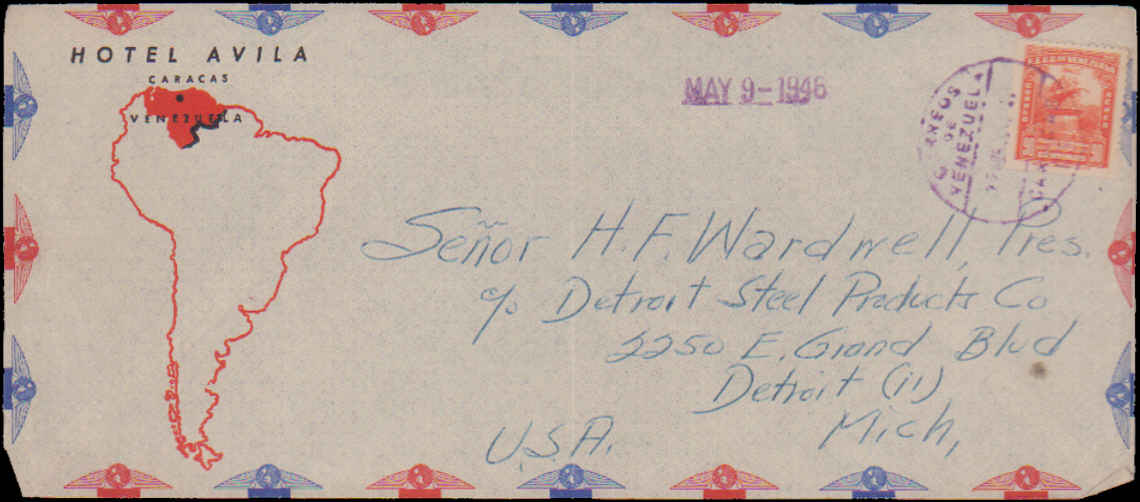 HOTEL AVILA
CARACAS
VENEZUELA
MAY 9-1946
CORREOS
DE
VENEZUELA
CAR
Señor H. F. Wardwell, Pres.
c/o Detroit Steel Products Co
2250 E. Grand Blvd
Detroit (11)
Mich,
U.S.A.